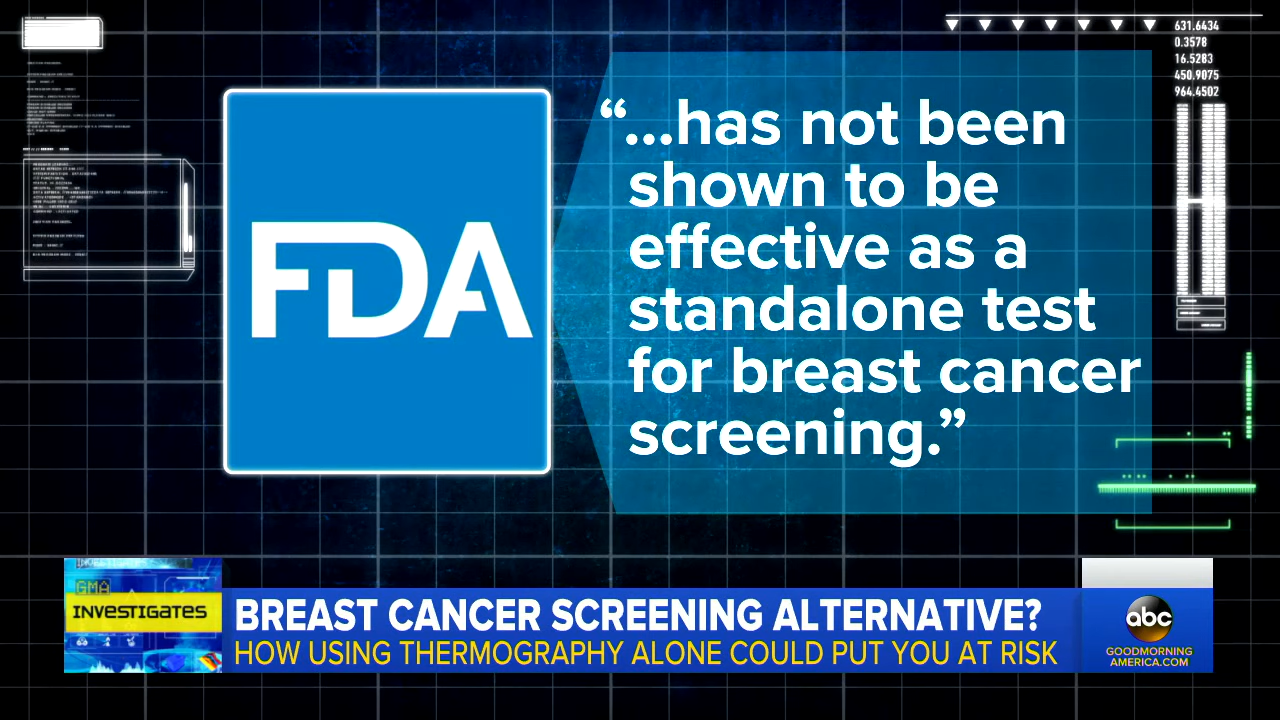 631.6434
0.3578
16.5283
450.9075
964.4502
FDA
“...has not been
shown to be
effective as a
standalone test
for breast cancer
screening.”
GMA
INVESTIGATES
BREAST CANCER SCREENING ALTERNATIVE?
HOW USING THERMOGRAPHY ALONE COULD PUT YOU AT RISK
abc
GOODMORNING
AMERICA.COM